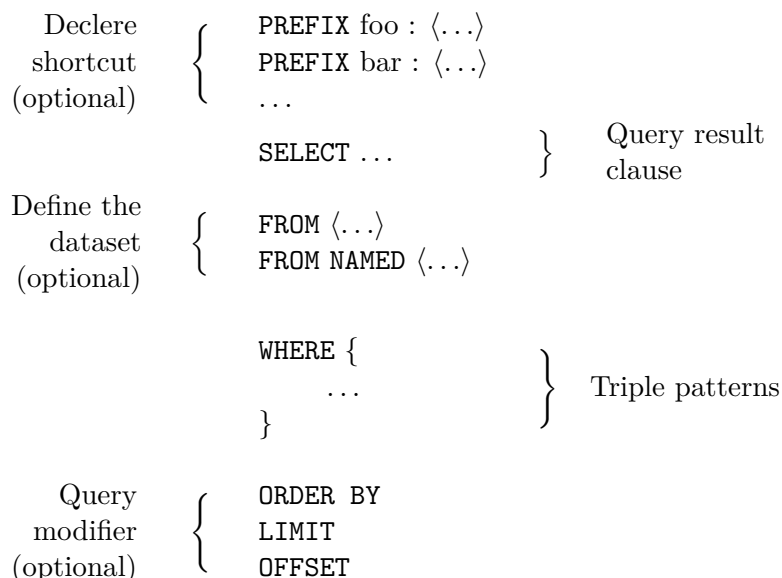 Declere
shortcut
(optional)
PREFIX foo : ⟨...⟩
PREFIX bar : ⟨...⟩
...
SELECT ...
Query result
clause
Define the
dataset
(optional)
FROM ⟨...⟩
FROM NAMED ⟨...⟩
WHERE {
...
}
Triple patterns
Query
modifier
(optional)
ORDER BY
LIMIT
OFFSET